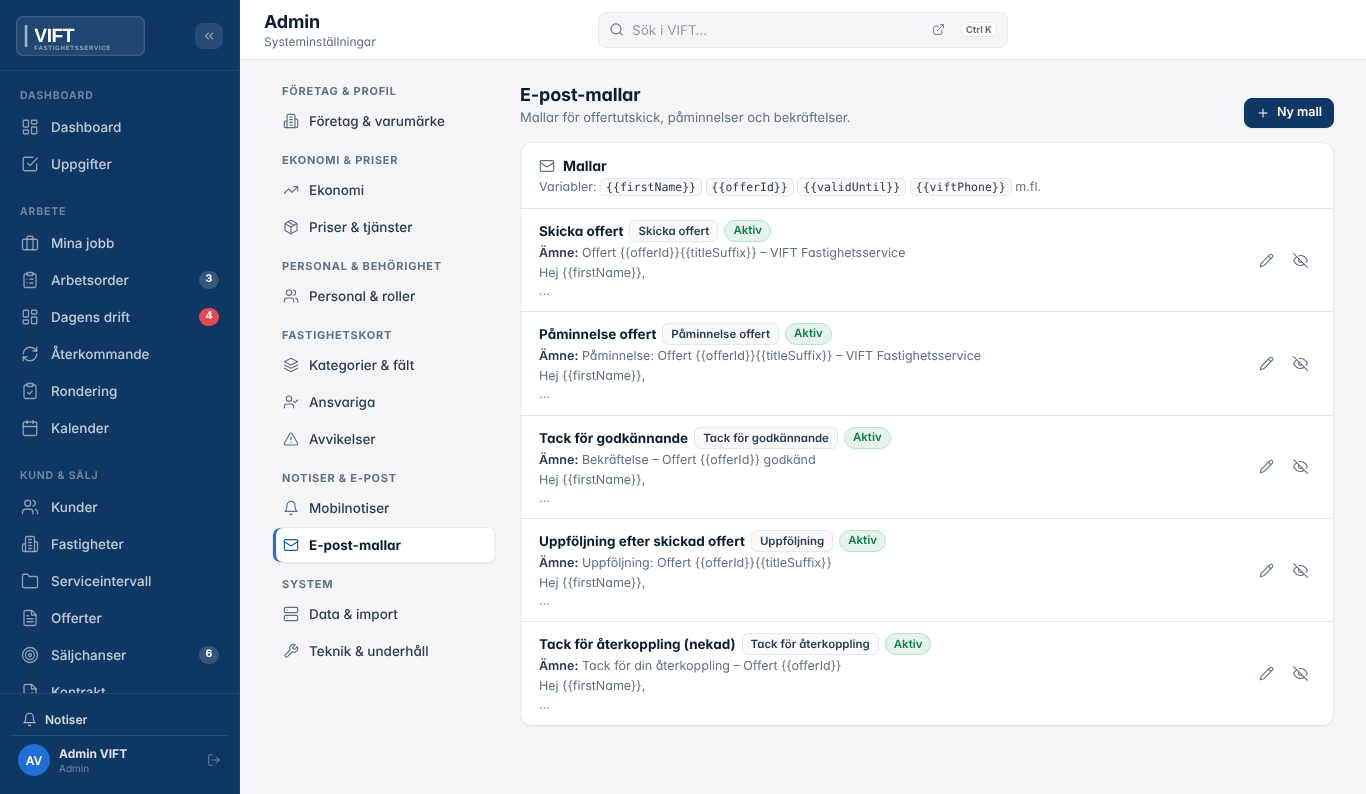 VIFT
FASTIGHETSSERVICE
DASHBOARD
Dashboard
Uppgifter
ARBETE
Mina jobb
Arbetsorder 3
Dagens drift 4
Återkommande
Rondering
Kalender
KUND & SÄLJ
Kunder
Fastigheter
Serviceintervall
Offerter
Säljchanser 6
Kontrakt
Notiser
AV
Admin VIFT
Admin
Admin
Systeminställningar
Sök i VIFT... Ctrl K
FÖRETAG & PROFIL
Företag & varumärke
EKONOMI & PRISER
Ekonomi
Priser & tjänster
PERSONAL & BEHÖRIGHET
Personal & roller
FASTIGHETSKORT
Kategorier & fält
Ansvariga
Avvikelser
NOTISER & E-POST
Mobilnotiser
E-post-mallar
SYSTEM
Data & import
Teknik & underhåll
E-post-mallar
Mallar för offertutskick, påminnelser och bekräftelser.
+ Ny mall
Mallar
Variabler: {{firstName}} {{offerId}} {{validUntil}} {{viftPhone}} m.fl.
Skicka offert Skicka offert Aktiv
Ämne: Offert {{offerId}}{{titleSuffix}} – VIFT Fastighetsservice
Hej {{firstName}},
...
Påminnelse offert Påminnelse offert Aktiv
Ämne: Påminnelse: Offert {{offerId}}{{titleSuffix}} – VIFT Fastighetsservice
Hej {{firstName}},
...
Tack för godkännande Tack för godkännande Aktiv
Ämne: Bekräftelse – Offert {{offerId}} godkänd
Hej {{firstName}},
...
Uppföljning efter skickad offert Uppföljning Aktiv
Ämne: Uppföljning: Offert {{offerId}}{{titleSuffix}}
Hej {{firstName}},
...
Tack för återkoppling (nekad) Tack för återkoppling Aktiv
Ämne: Tack för din återkoppling – Offert {{offerId}}
Hej {{firstName}},
...